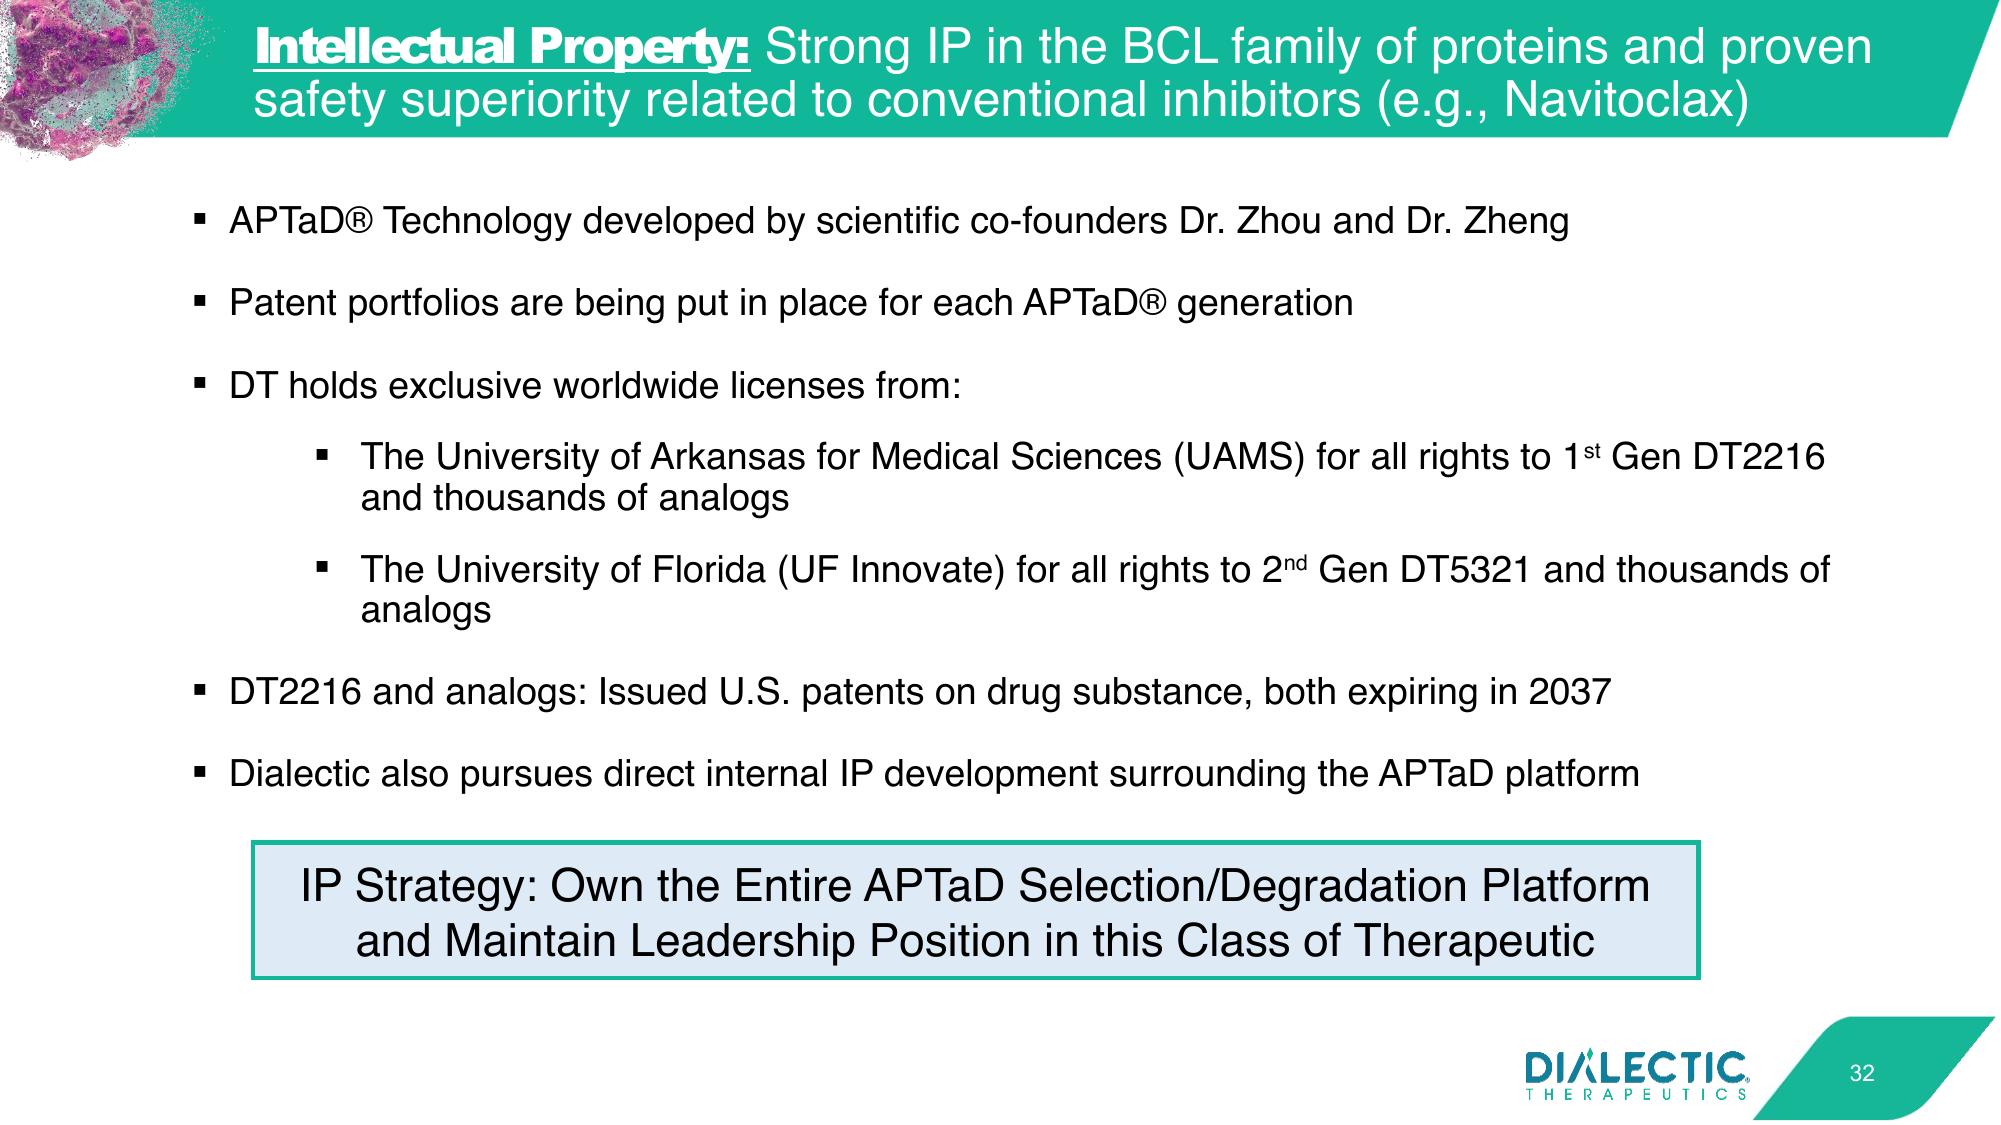 Intellectual Property: Strong IP in the BCL family of proteins and proven
safety superiority related to conventional inhibitors (e.g., Navitoclax)
▪ APTaD® Technology developed by scientific co-founders Dr. Zhou and Dr. Zheng
▪ Patent portfolios are being put in place for each APTaD® generation
▪ DT holds exclusive worldwide licenses from:
▪ The University of Arkansas for Medical Sciences (UAMS) for all rights to 1st Gen DT2216
and thousands of analogs
▪ The University of Florida (UF Innovate) for all rights to 2nd Gen DT5321 and thousands of
analogs
▪ DT2216 and analogs: Issued U.S. patents on drug substance, both expiring in 2037
▪ Dialectic also pursues direct internal IP development surrounding the APTaD platform
IP Strategy: Own the Entire APTaD Selection/Degradation Platform
and Maintain Leadership Position in this Class of Therapeutic
DIALECTIC®
THERAPEUTICS
32